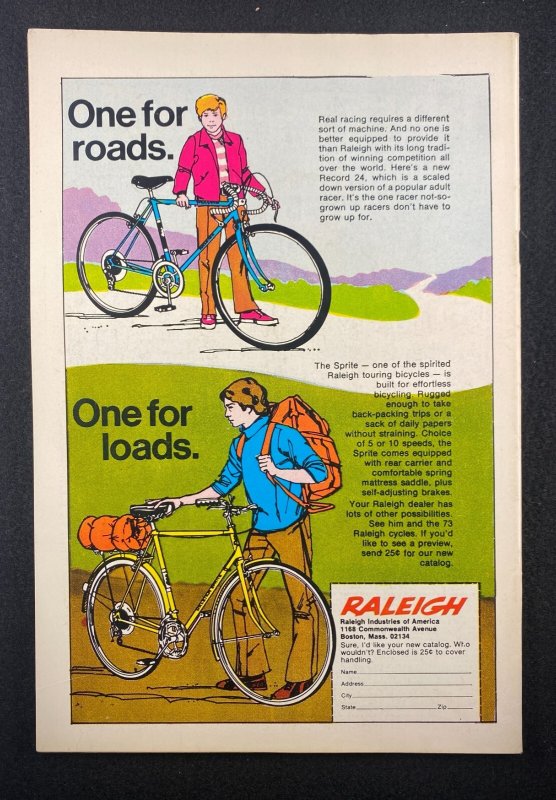 One for
roads.
Real racing requires a different
sort of machine. And no one is
better equipped to provide it
than Raleigh with its long tradi-
tion of winning competition all
over the world. Here's a new
Record 24, which is a scaled
down version of a popular adult
racer. It's the one racer not-so-
grown up racers don't have to
grow up for.
The Sprite — one of the spirited
Raleigh touring bicycles — is
built for effortless
bicycling. Rugged
enough to take
back-packing trips or a
sack of daily papers
without straining. Choice
of 5 or 10 speeds, the
Sprite comes equipped
with rear carrier and
comfortable spring
mattress saddle, plus
self-adjusting brakes.
Your Raleigh dealer has
lots of other possibilities.
See him and the 73
Raleigh cycles. If you'd
like to see a preview,
send 25¢ for our new
catalog.
One for
loads.
RALEIGH
Raleigh Industries of America
1168 Commonwealth Avenue
Boston, Mass. 02134
Sure, I'd like your new catalog. Who
wouldn't? Enclosed is 25¢ to cover
handling.
Name
Address
City
State Zip